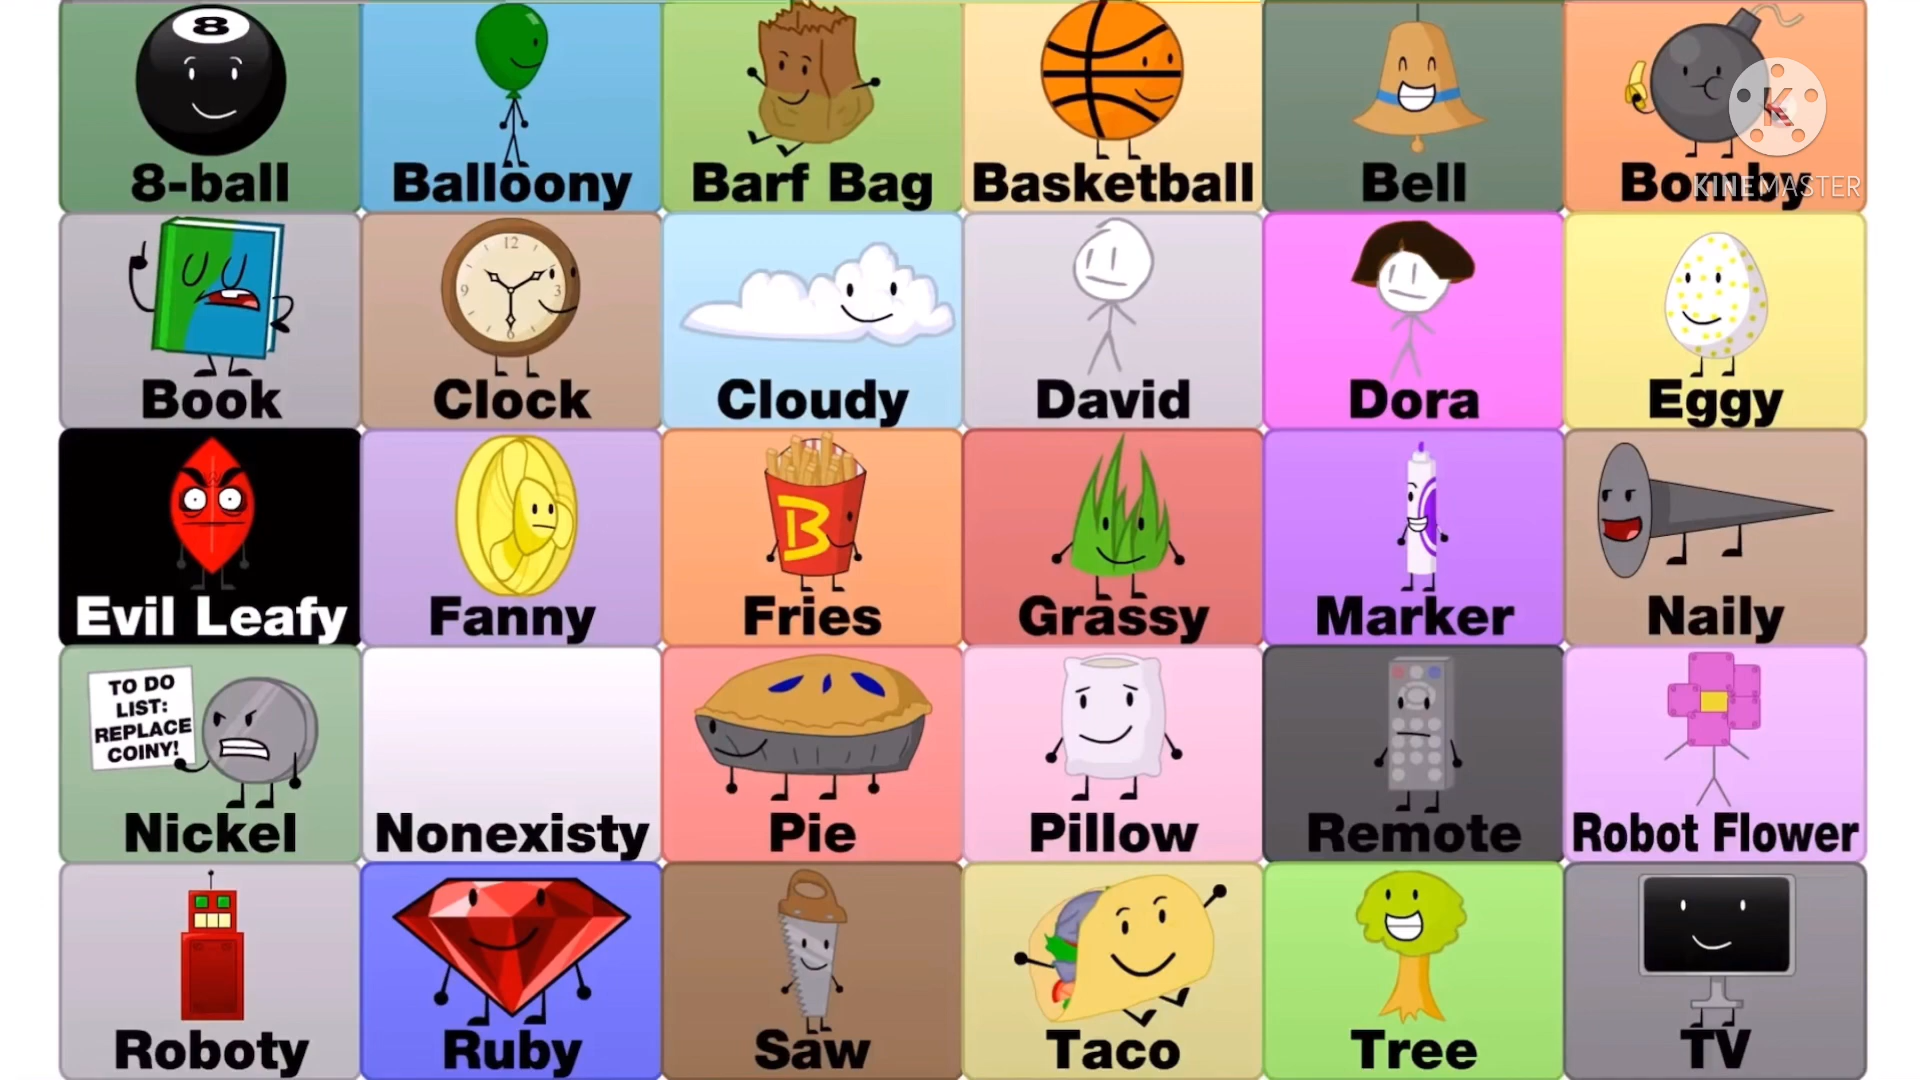 8
8-ball
Balloony
Barf Bag
Basketball
Bell
Bomby
K
KINEMASTER
12
9
3
6
Book
Clock
Cloudy
David
Dora
Eggy
B
Evil Leafy
Fanny
Fries
Grassy
Marker
Naily
TO DO
LIST:
REPLACE
COINY!
Nickel
Nonexisty
Pie
Pillow
Remote
Robot Flower
Roboty
Ruby
Saw
Taco
Tree
TV